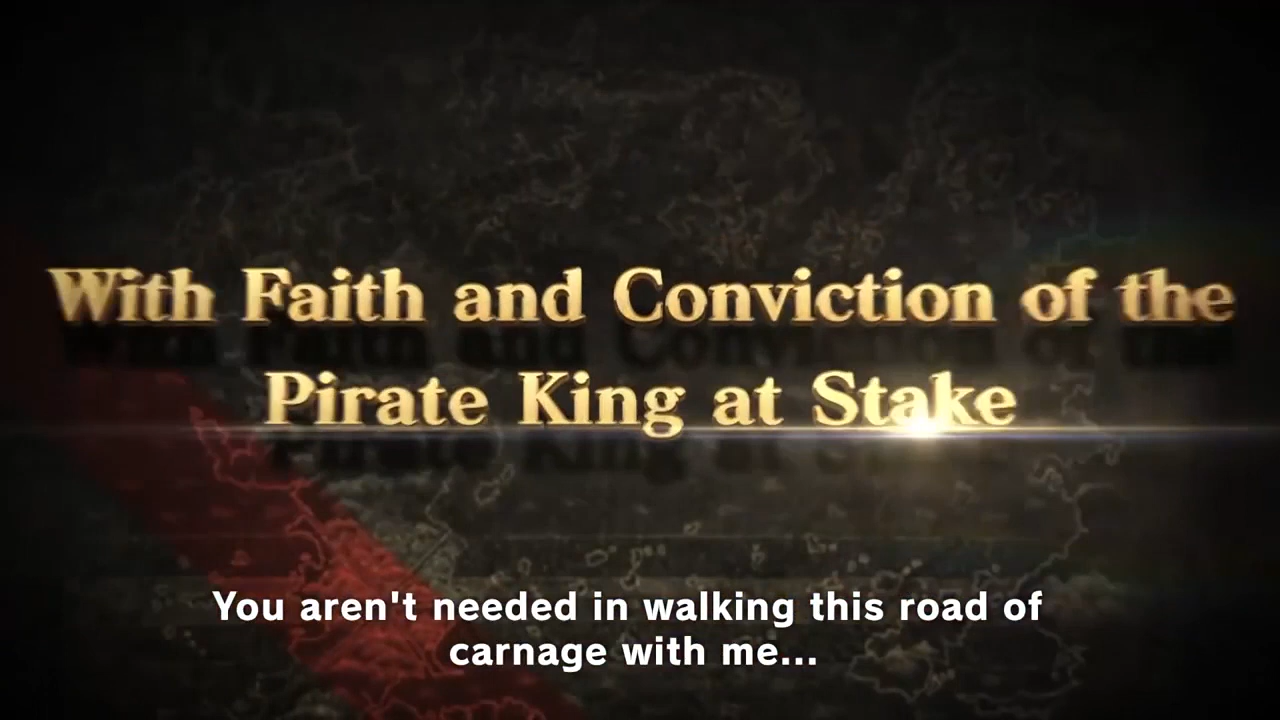 With Faith and Conviction of the
Pirate King at Stake
You aren't needed in walking this road of
carnage with me...